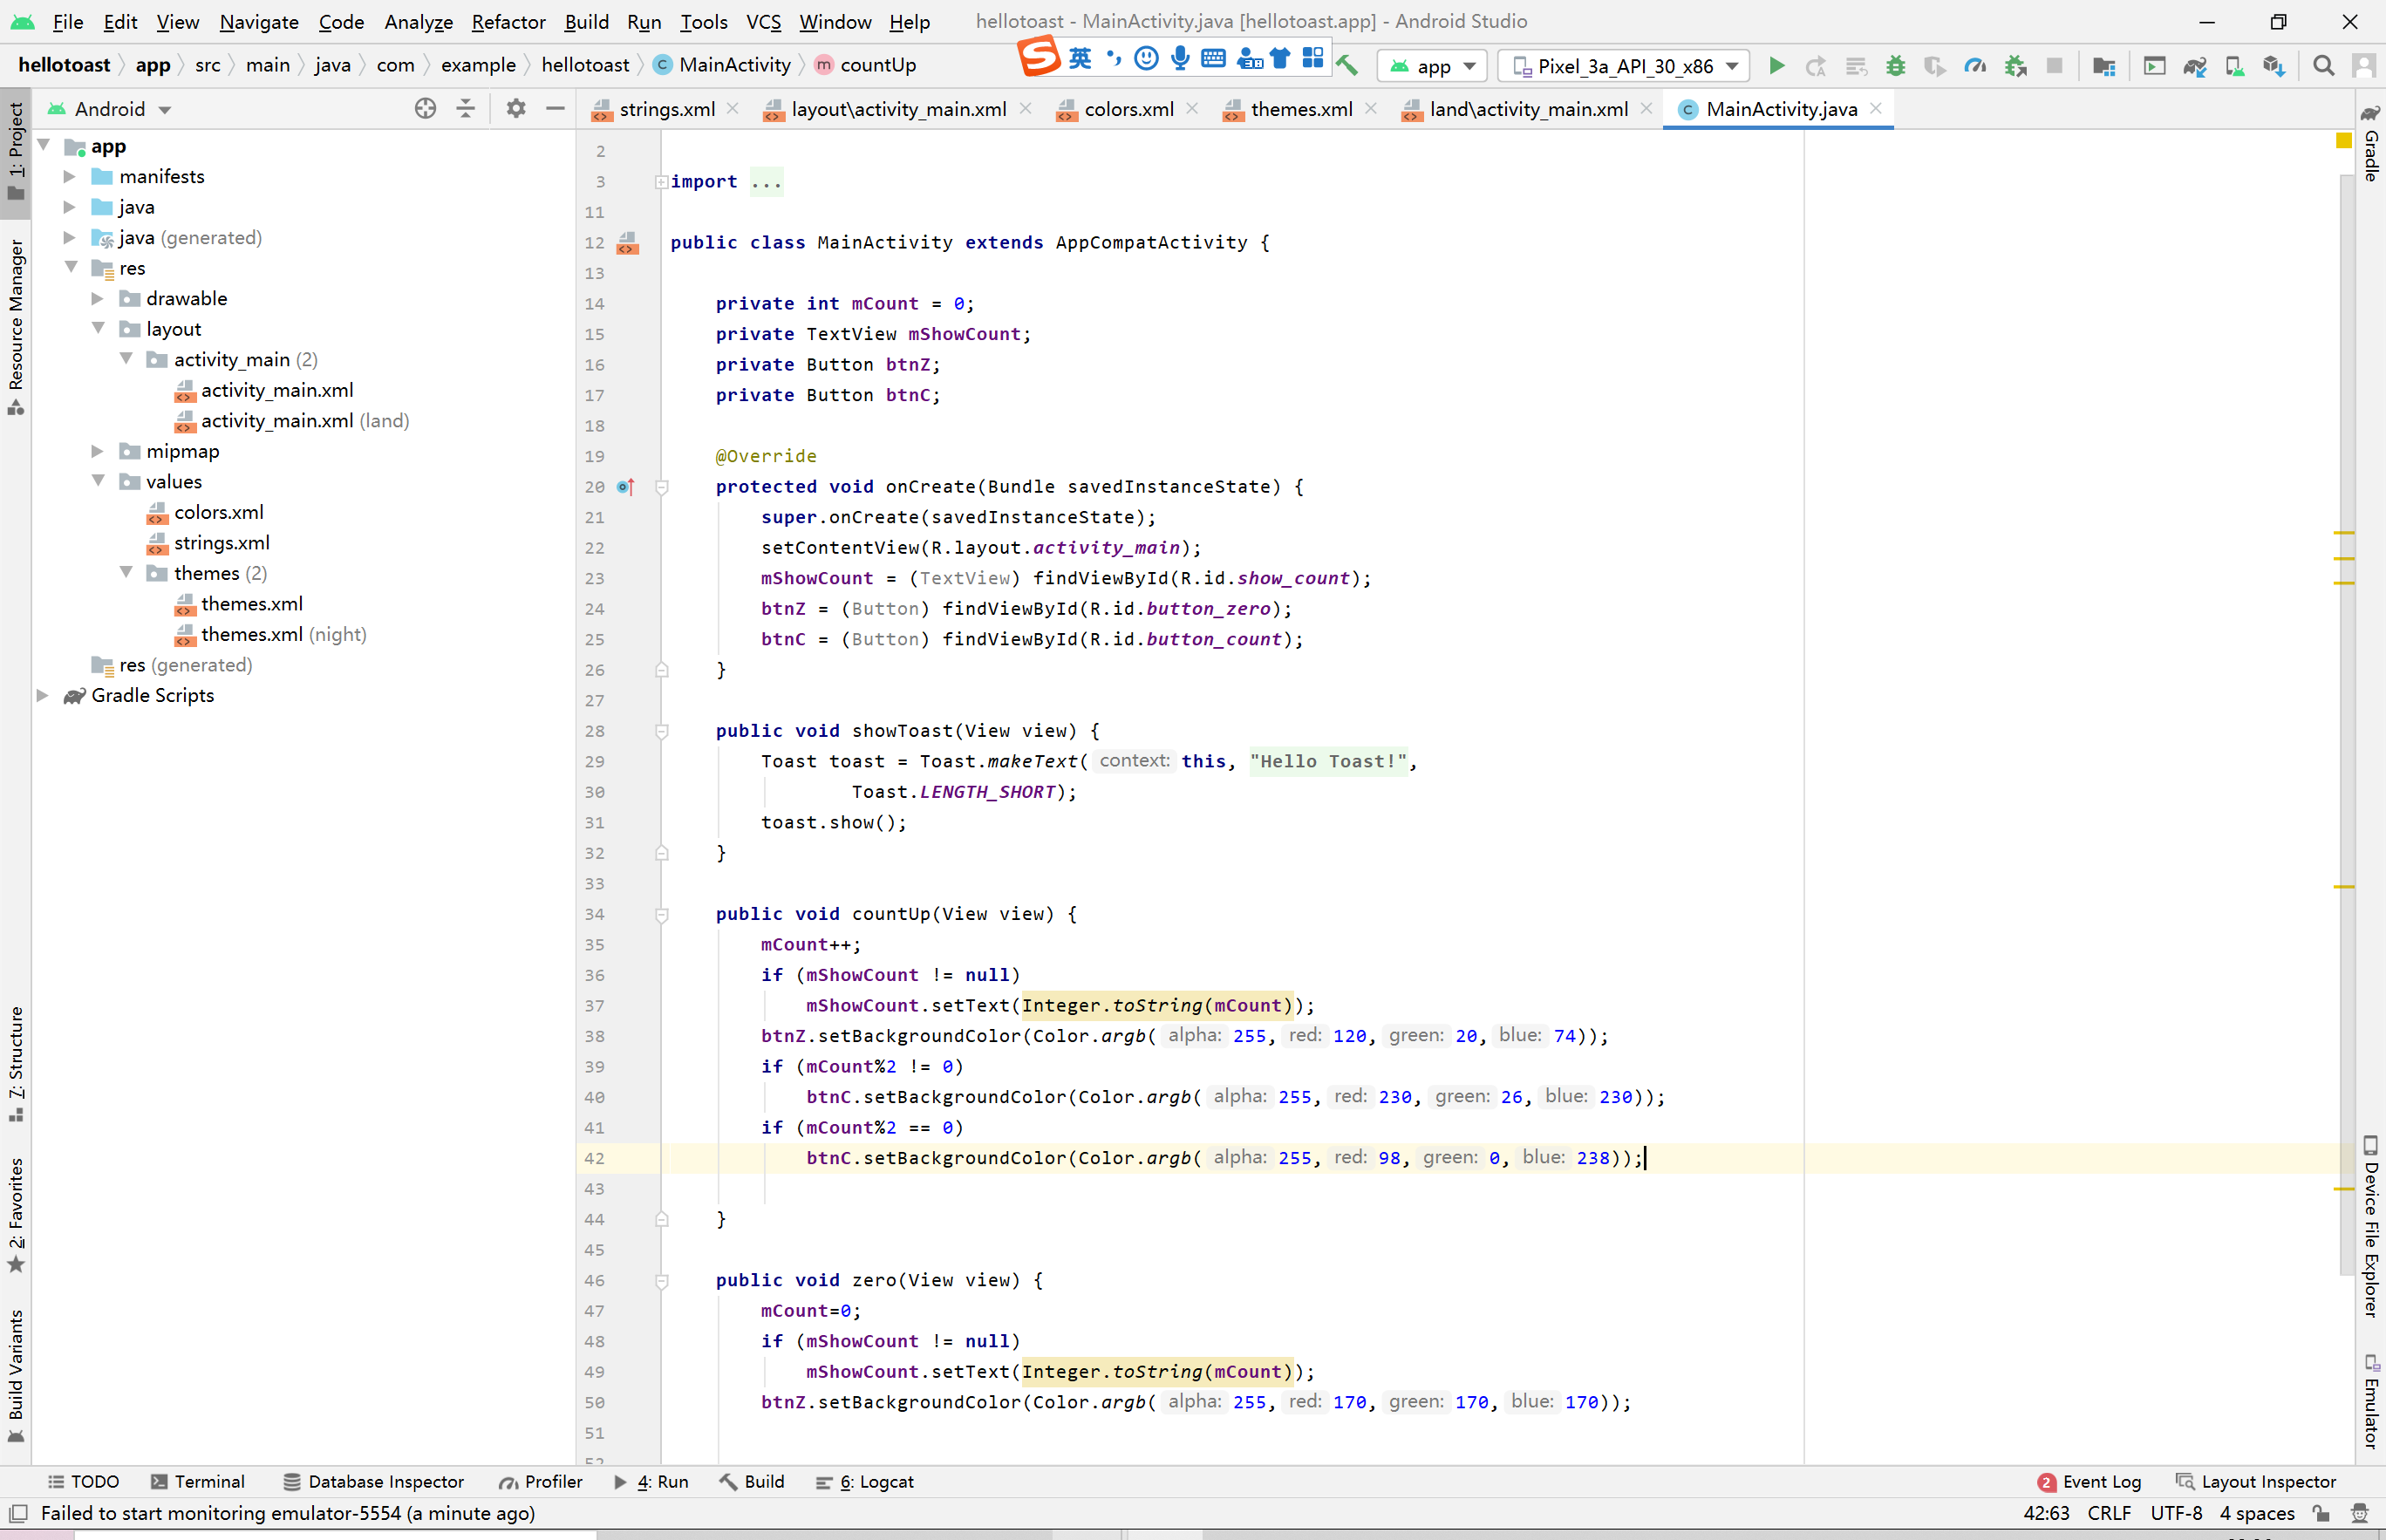 File Edit View Navigate Code Analyze Refactor Build Run Tools VCS Window Help hellotoast - MainActivity.java [hellotoast.app] - Android Studio
hellotoast app src main java com example hellotoast MainActivity countUp 英 app Pixel_3a_API_30_x86
Android strings.xml layout\activity_main.xml colors.xml themes.xml land\activity_main.xml MainActivity.java
1: Project
Resource Manager
7: Structure
2: Favorites
Build Variants
app
manifests
java
java (generated)
res
drawable
layout
activity_main (2)
activity_main.xml
activity_main.xml (land)
mipmap
values
colors.xml
strings.xml
themes (2)
themes.xml
themes.xml (night)
res (generated)
Gradle Scripts
2
3 import ...
11
12 public class MainActivity extends AppCompatActivity {
13
14 private int mCount = 0;
15 private TextView mShowCount;
16 private Button btnZ;
17 private Button btnC;
18
19 @Override
20 protected void onCreate(Bundle savedInstanceState) {
21 super.onCreate(savedInstanceState);
22 setContentView(R.layout.activity_main);
23 mShowCount = (TextView) findViewById(R.id.show_count);
24 btnZ = (Button) findViewById(R.id.button_zero);
25 btnC = (Button) findViewById(R.id.button_count);
26 }
27
28 public void showToast(View view) {
29 Toast toast = Toast.makeText( context: this, "Hello Toast!",
30 Toast.LENGTH_SHORT);
31 toast.show();
32 }
33
34 public void countUp(View view) {
35 mCount++;
36 if (mShowCount != null)
37 mShowCount.setText(Integer.toString(mCount));
38 btnZ.setBackgroundColor(Color.argb( alpha: 255, red: 120, green: 20, blue: 74));
39 if (mCount%2 != 0)
40 btnC.setBackgroundColor(Color.argb( alpha: 255, red: 230, green: 26, blue: 230));
41 if (mCount%2 == 0)
42 btnC.setBackgroundColor(Color.argb( alpha: 255, red: 98, green: 0, blue: 238));
43
44 }
45
46 public void zero(View view) {
47 mCount=0;
48 if (mShowCount != null)
49 mShowCount.setText(Integer.toString(mCount));
50 btnZ.setBackgroundColor(Color.argb( alpha: 255, red: 170, green: 170, blue: 170));
51
Gradle
Device File Explorer
Emulator
TODO Terminal Database Inspector Profiler 4: Run Build 6: Logcat 2 Event Log Layout Inspector
Failed to start monitoring emulator-5554 (a minute ago) 42:63 CRLF UTF-8 4 spaces